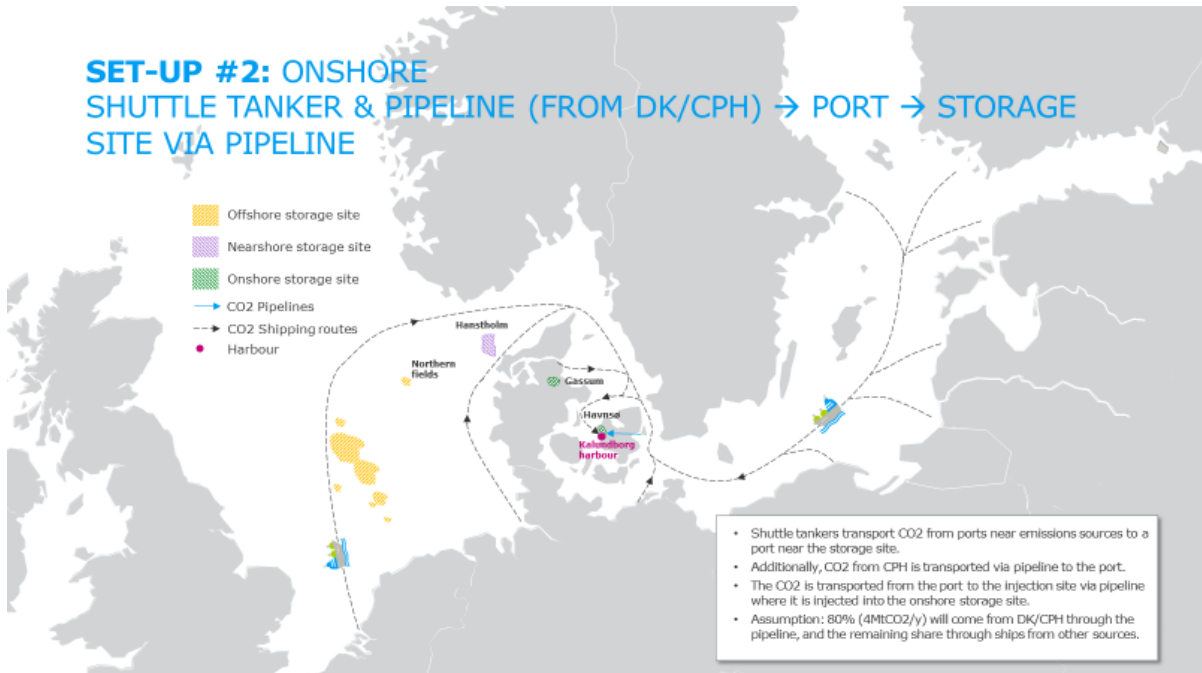 SET-UP #2: ONSHORE
SHUTTLE TANKER & PIPELINE (FROM DK/CPH) → PORT → STORAGE
SITE VIA PIPELINE
Offshore storage site
Nearshore storage site
Onshore storage site
CO2 Pipelines
CO2 Shipping routes
Harbour
Hanstholm
Northern
fields
Gassum
Havnsø
Kalundborg
harbour
• Shuttle tankers transport CO2 from ports near emissions sources to a
port near the storage site.
• Additionally, CO2 from CPH is transported via pipeline to the port.
• The CO2 is transported from the port to the injection site via pipeline
where it is injected into the onshore storage site.
• Assumption: 80% (4MtCO2/y) will come from DK/CPH through the
pipeline, and the remaining share through ships from other sources.